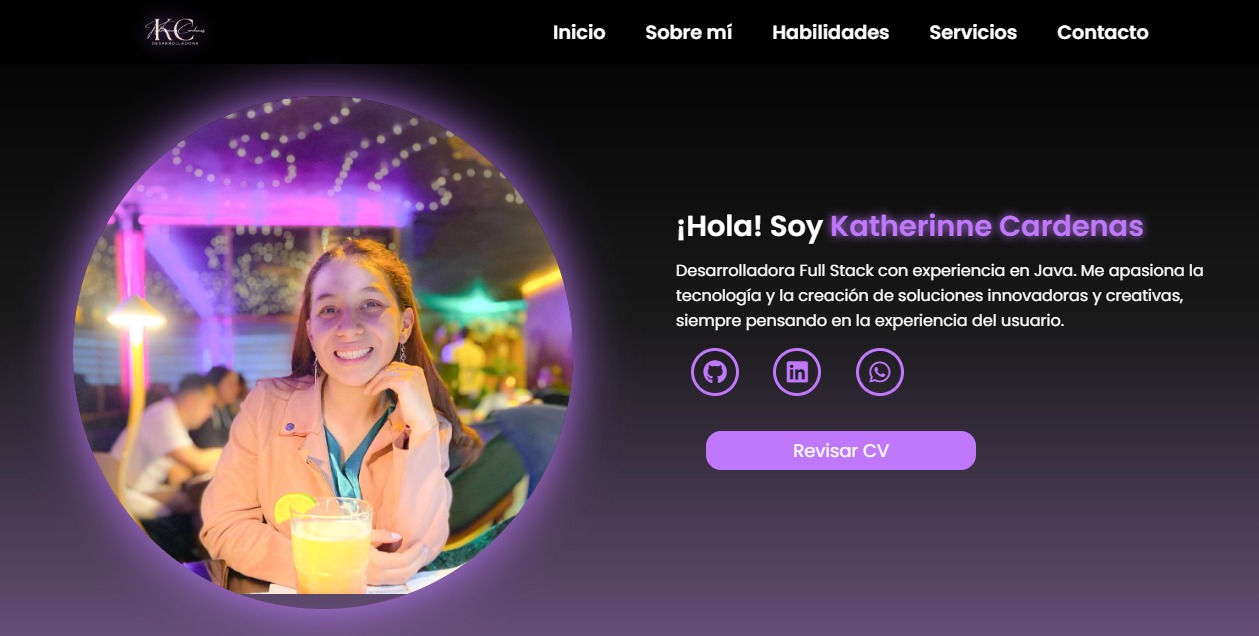 KC
DESARROLLADORA
Inicio Sobre mí Habilidades Servicios Contacto
¡Hola! Soy Katherinne Cardenas
Desarrolladora Full Stack con experiencia en Java. Me apasiona la
tecnología y la creación de soluciones innovadoras y creativas,
siempre pensando en la experiencia del usuario.
in
Revisar CV